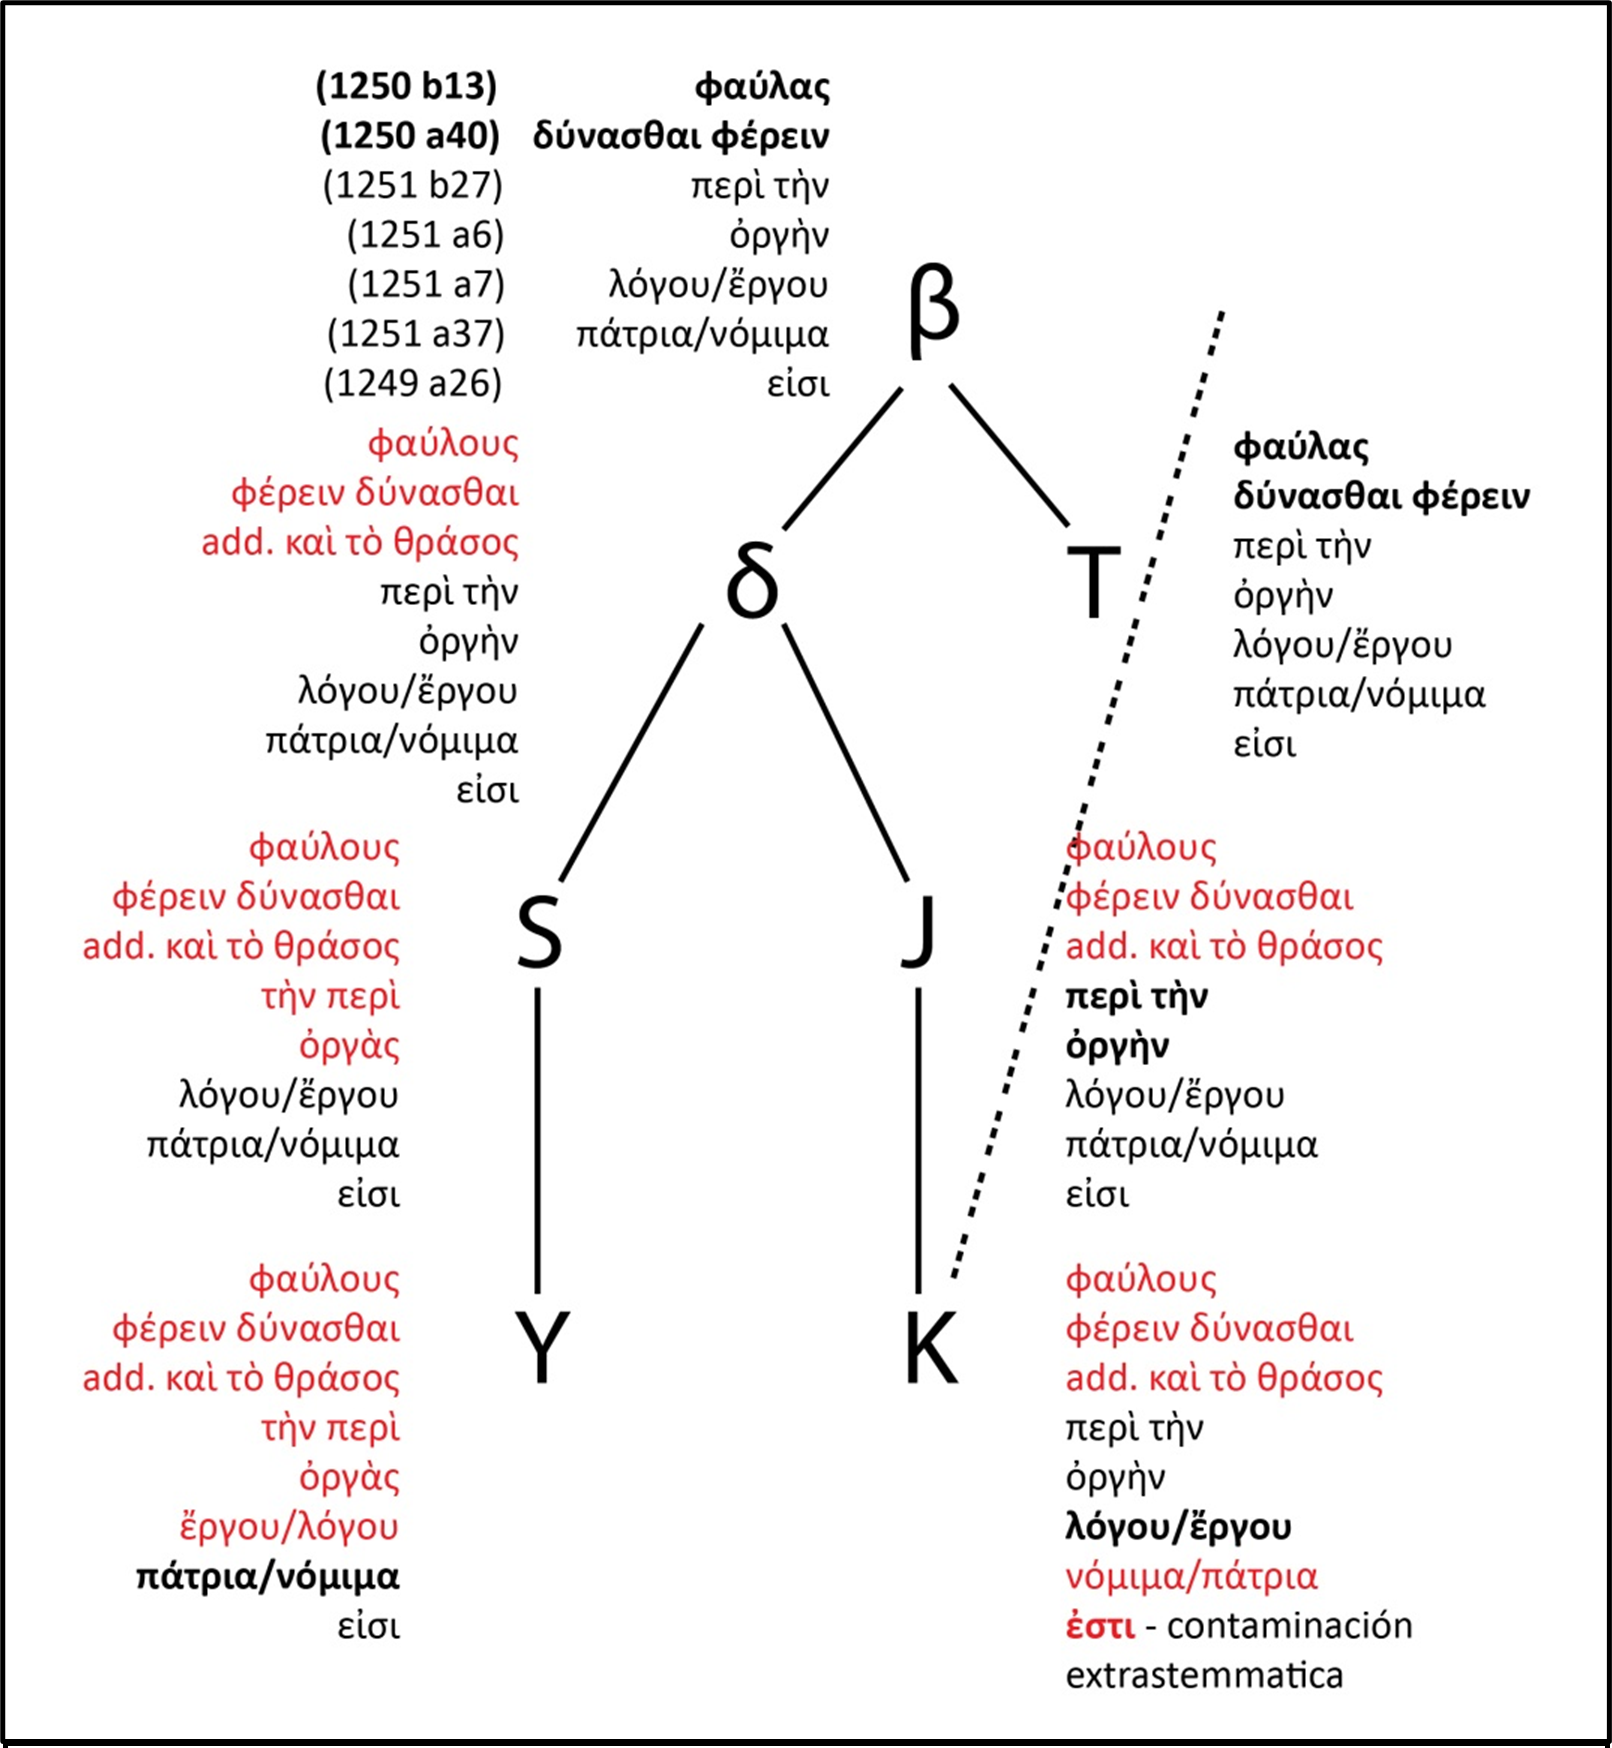 (1250 b13) φαύλας
(1250 a40) δύνασθαι φέρειν
(1251 b27) περὶ τὴν
(1251 a6) ὀργὴν
(1251 a7) λόγου/ἔργου
(1251 a37) πάτρια/νόμιμα
(1249 a26) εἰσι
β
φαύλους
φέρειν δύνασθαι
add. καὶ τὸ θράσος
περὶ τὴν
ὀργὴν
λόγου/ἔργου
πάτρια/νόμιμα
εἰσι
δ
T
φαύλας
δύνασθαι φέρειν
περὶ τὴν
ὀργὴν
λόγου/ἔργου
πάτρια/νόμιμα
εἰσι
φαύλους
φέρειν δύνασθαι
add. καὶ τὸ θράσος
τὴν περὶ
ὀργὰς
λόγου/ἔργου
πάτρια/νόμιμα
εἰσι
S
J
φαύλους
φέρειν δύνασθαι
add. καὶ τὸ θράσος
περὶ τὴν
ὀργὴν
λόγου/ἔργου
πάτρια/νόμιμα
εἰσι
φαύλους
φέρειν δύνασθαι
add. καὶ τὸ θράσος
τὴν περὶ
ὀργὰς
ἔργου/λόγου
πάτρια/νόμιμα
εἰσι
Y
K
φαύλους
φέρειν δύνασθαι
add. καὶ τὸ θράσος
περὶ τὴν
ὀργὴν
λόγου/ἔργου
νόμιμα/πάτρια
ἐστι - contaminación
extrastemmatica